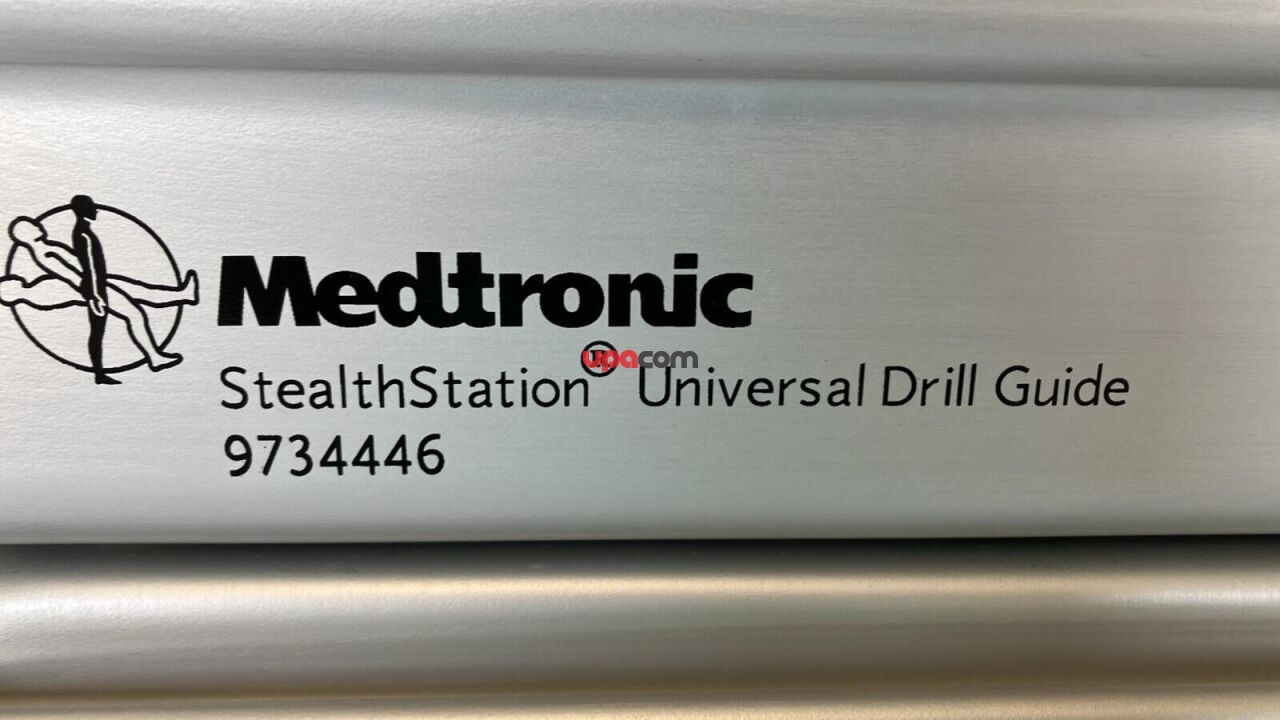 Medtronic
upacom
StealthStation® Universal Drill Guide
9734446